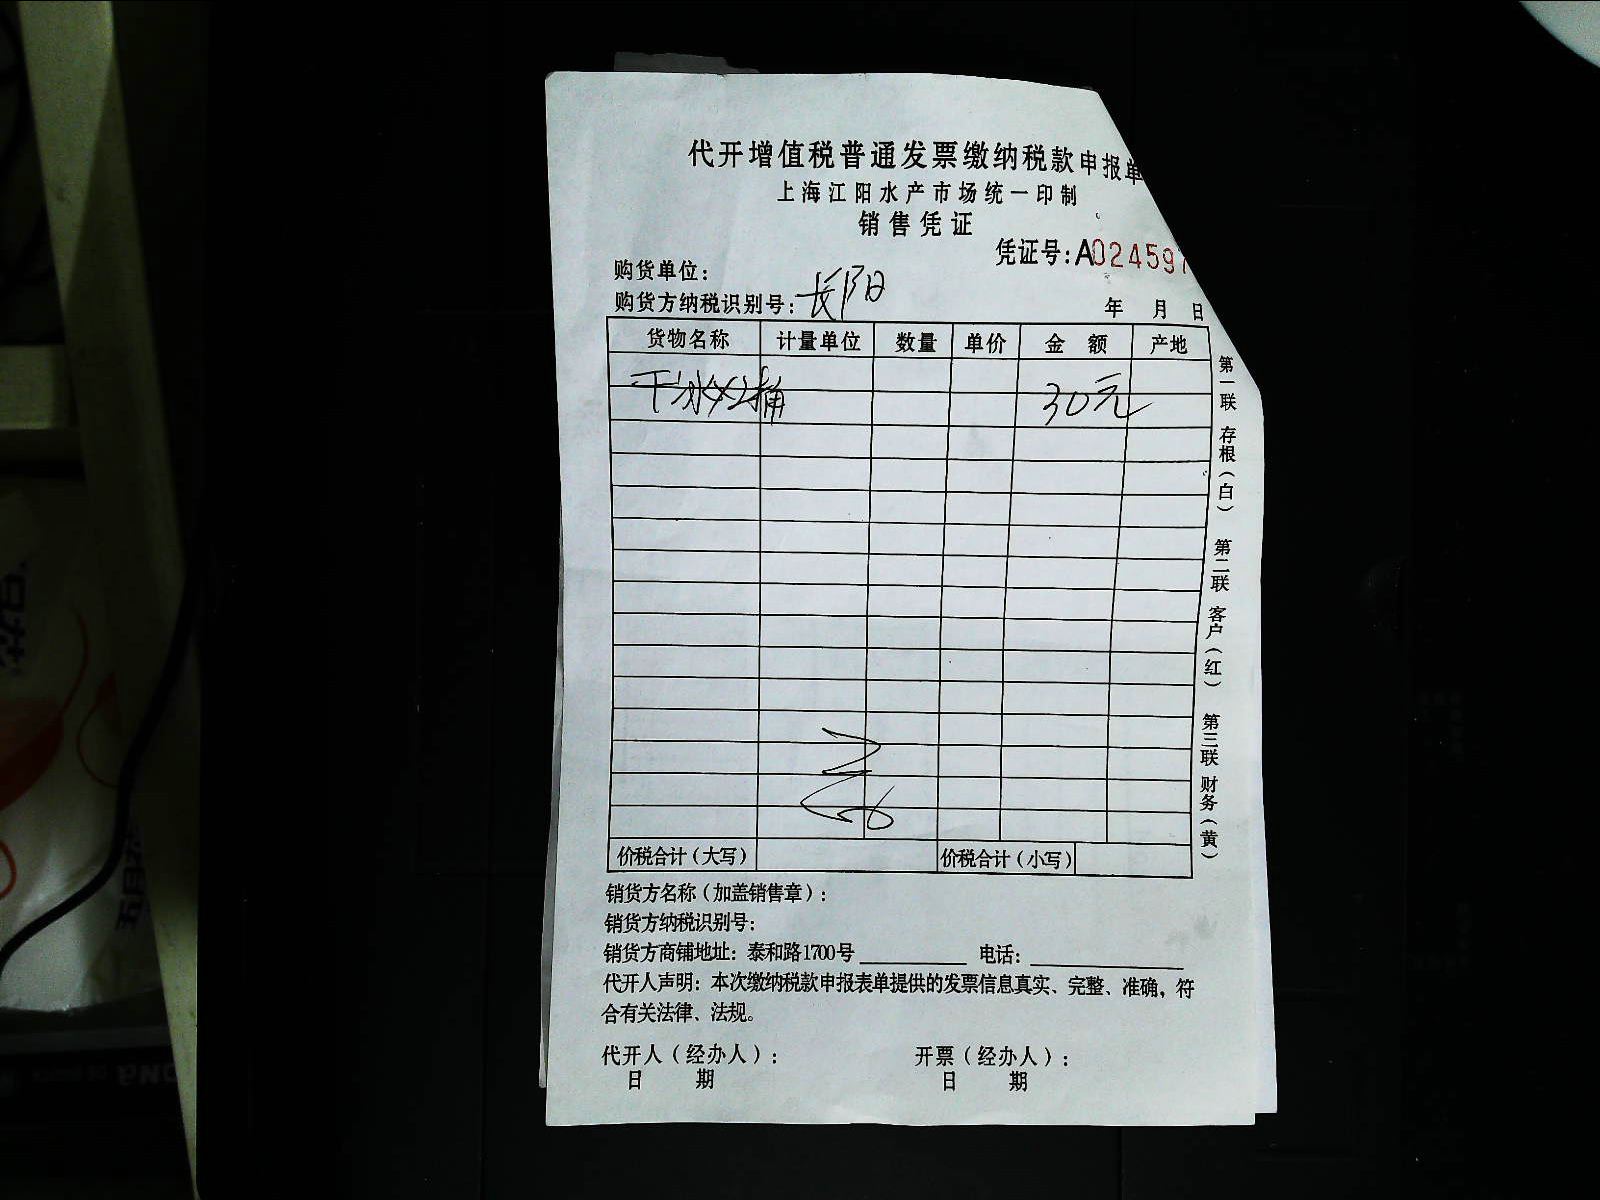 代开增值税普通发票缴纳税款申报单
上海江阳水产市场统一印制
销售凭证
凭证号:A024597
购货单位:
长阳
购货方纳税识别号:
年 月 日
货物名称 计量单位 数量 单价 金 额 产地
干水 2桶 30元
价税合计(大写) 价税合计(小写)
销货方名称(加盖销售章):
销货方纳税识别号:
销货方商铺地址: 泰和路1700号 电话:
代开人声明: 本次缴纳税款申报表单提供的发票信息真实、完整、准确, 符
合有关法律、法规。
代开人(经办人): 开票(经办人):
日 期 日 期
第一联 存根(白) 第二联 客户(红) 第三联 财务(黄)